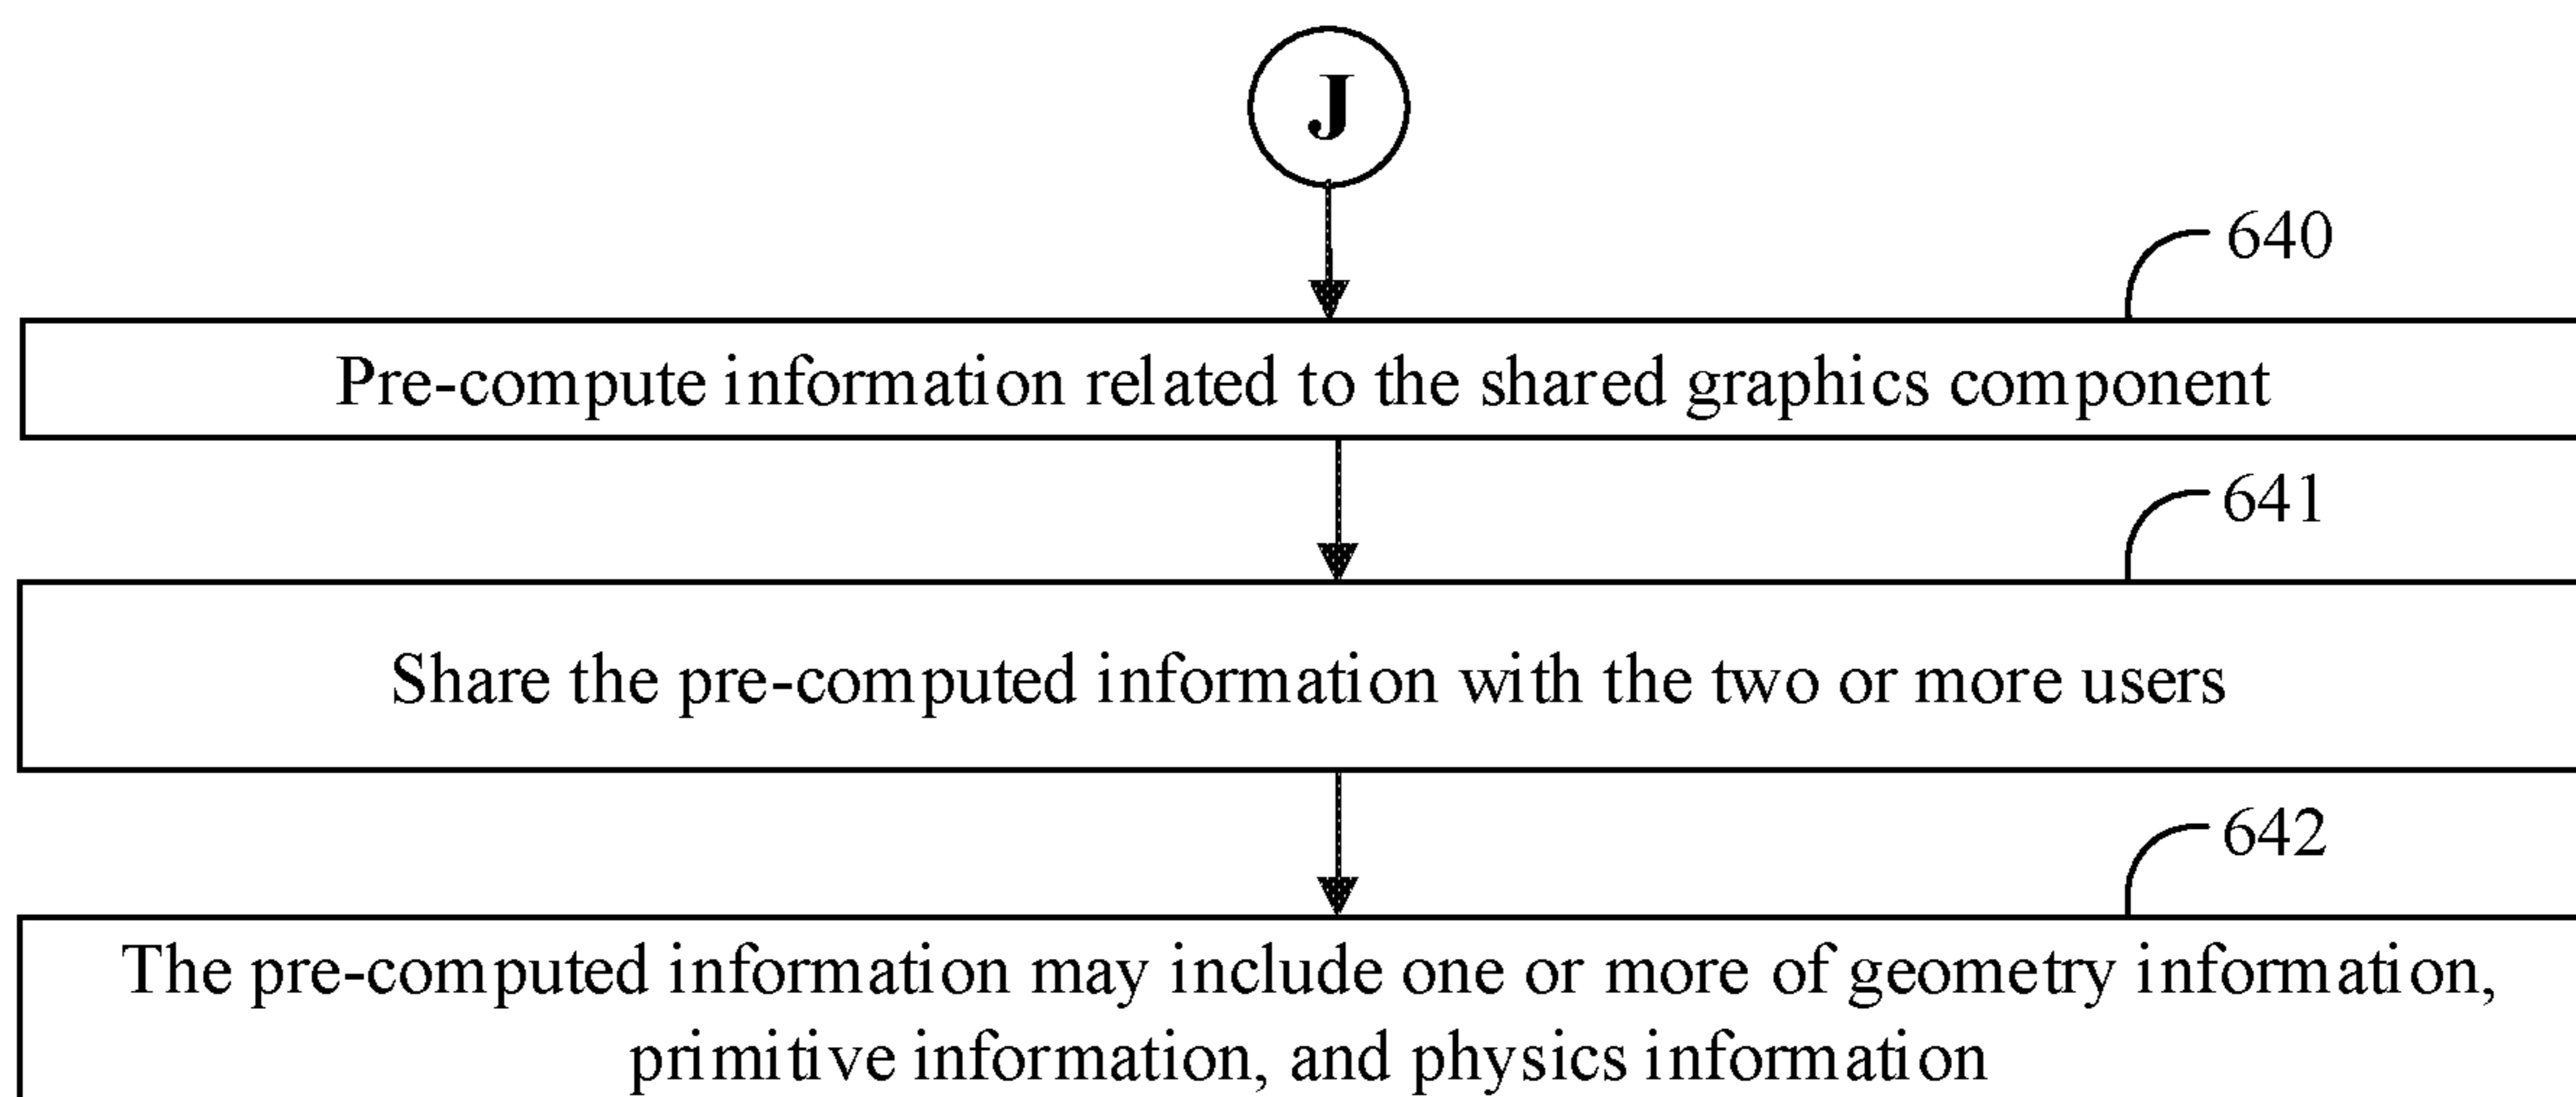 J
640
Pre-compute information related to the shared graphics component
641
Share the pre-computed information with the two or more users
642
The pre-computed information may include one or more of geometry information,
primitive information, and physics information